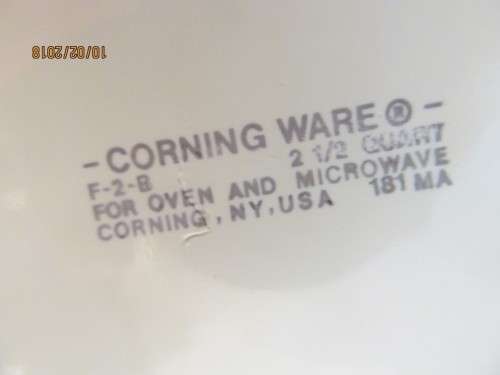 10/02/2018
- CORNING WARE ® -
F-2-B 2 1/2 QUART
FOR OVEN AND MICROWAVE
CORNING, NY, USA 181 MA